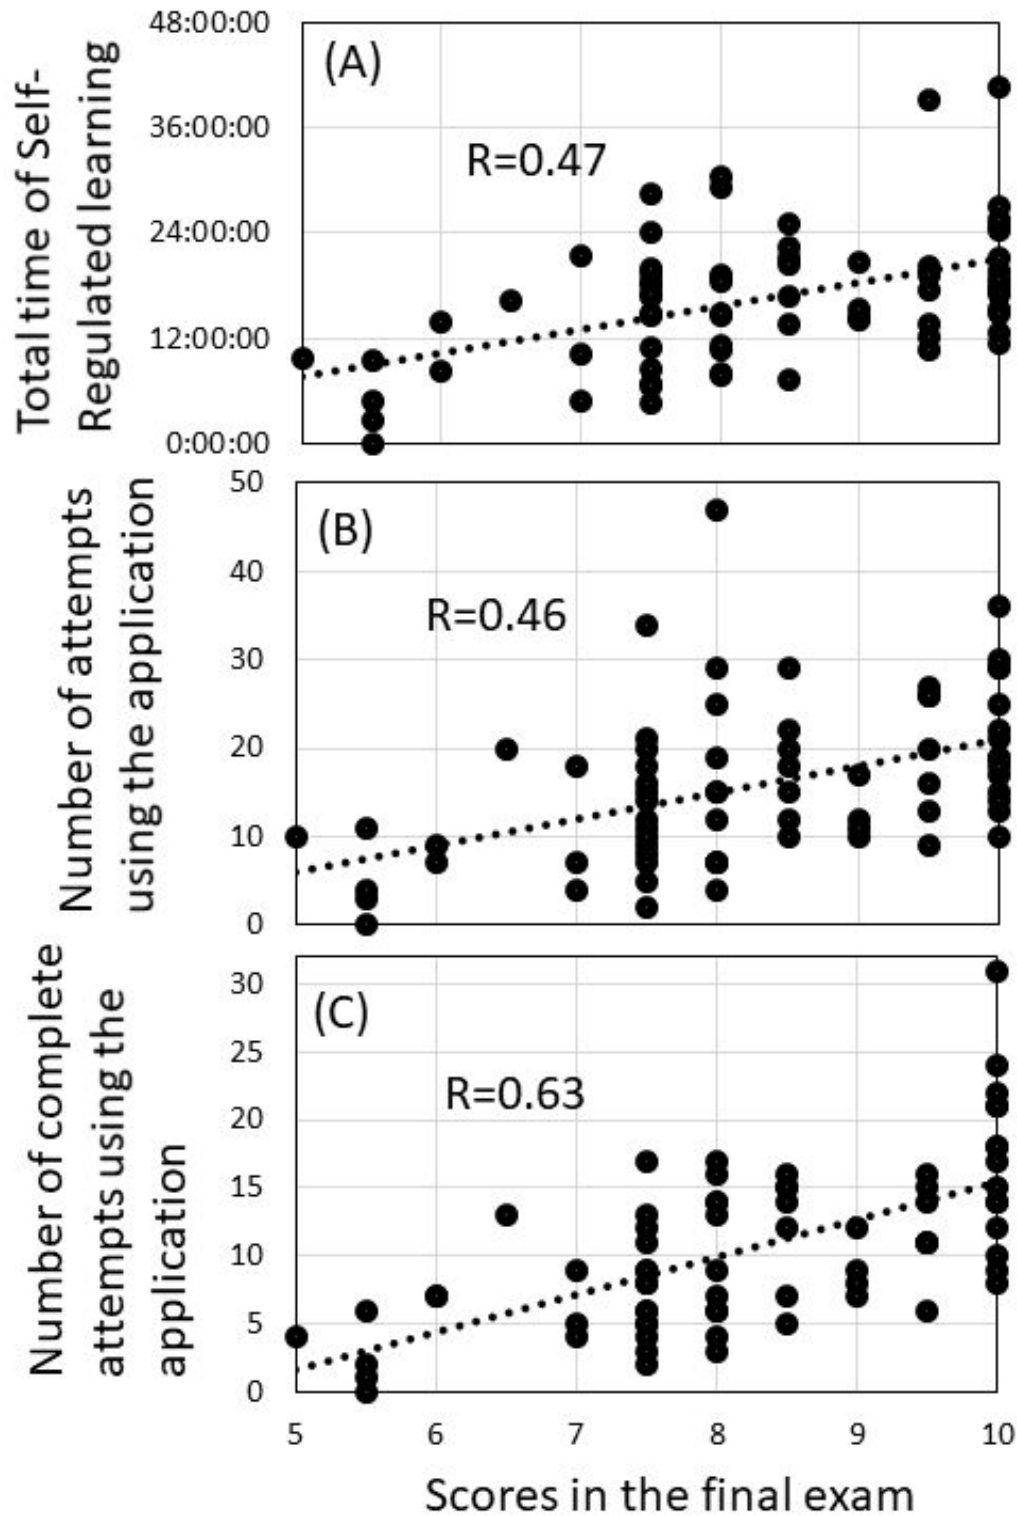 Total time of Self-
Regulated learning
48:00:00
36:00:00
24:00:00
12:00:00
0:00:00
(A)
R=0.47
Number of attempts
using the application
50
40
30
20
10
0
(B)
R=0.46
Number of complete
attempts using the
application
30
25
20
15
10
5
0
(C)
R=0.63
5 6 7 8 9 10
Scores in the final exam